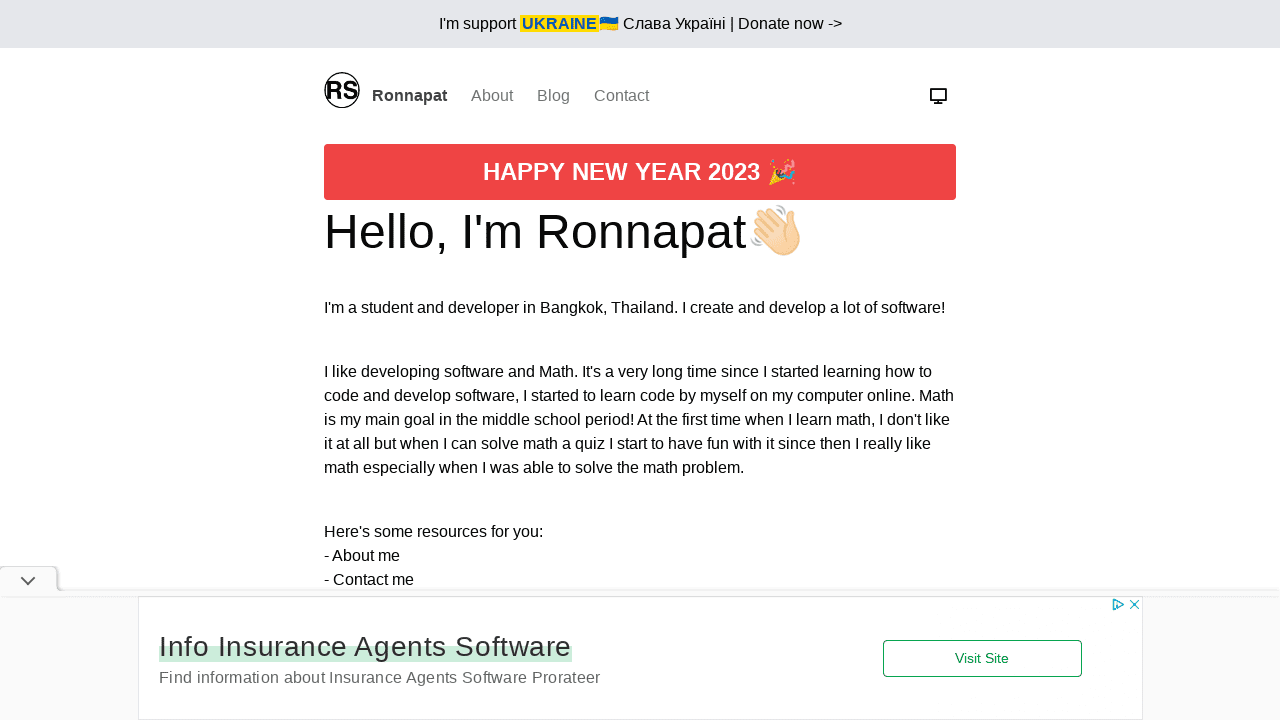 I'm support UKRAINE🇺🇦 Слава Україні | Donate now ->
RS Ronnapat About Blog Contact
HAPPY NEW YEAR 2023 🎉
Hello, I'm Ronnapat👋🏻
I'm a student and developer in Bangkok, Thailand. I create and develop a lot of software!
I like developing software and Math. It's a very long time since I started learning how to
code and develop software, I started to learn code by myself on my computer online. Math
is my main goal in the middle school period! At the first time when I learn math, I don't like
it at all but when I can solve math a quiz I start to have fun with it since then I really like
math especially when I was able to solve the math problem.
Here's some resources for you:
- About me
- Contact me
Info Insurance Agents Software
Find information about Insurance Agents Software Prorateer
Visit Site